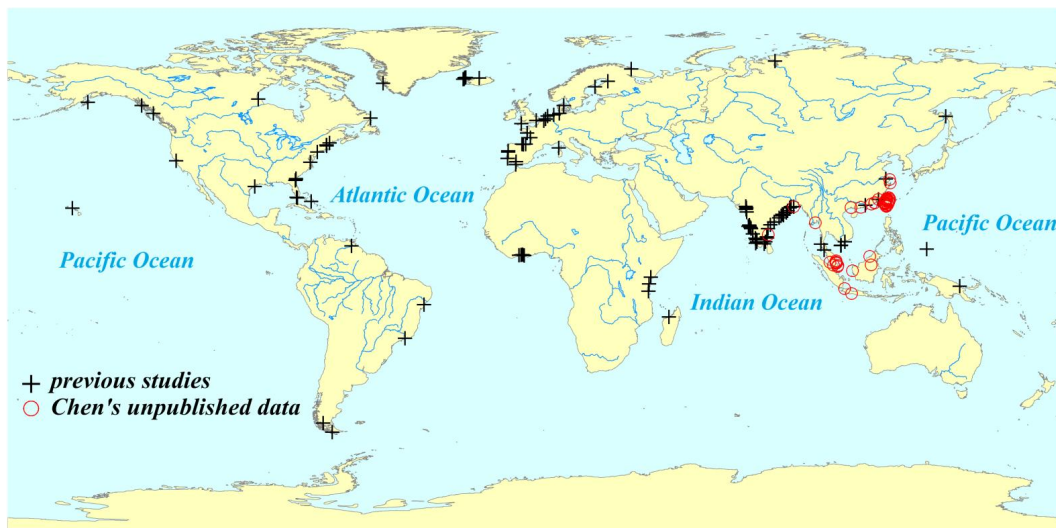 Atlantic Ocean
Pacific Ocean
Pacific Ocean
Indian Ocean
previous studies
Chen's unpublished data